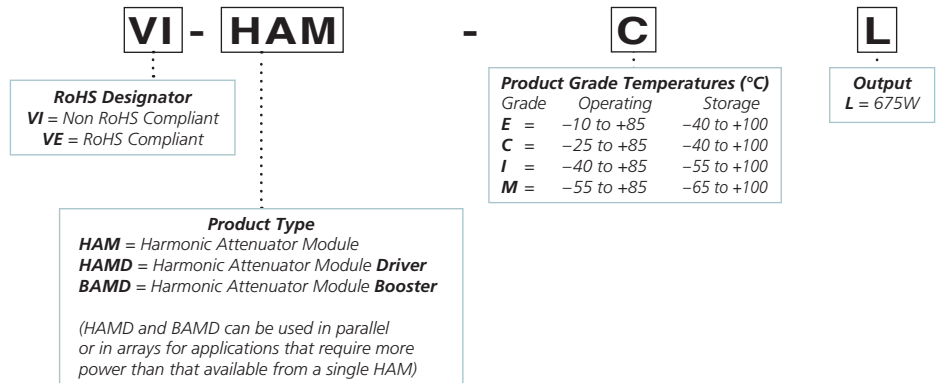 VI - HAM - C L
RoHS Designator
VI = Non RoHS Compliant
VE = RoHS Compliant
Product Type
HAM = Harmonic Attenuator Module
HAMD = Harmonic Attenuator Module Driver
BAMD = Harmonic Attenuator Module Booster
(HAMD and BAMD can be used in parallel
or in arrays for applications that require more
power than that available from a single HAM)
Product Grade Temperatures (°C)
Grade Operating Storage
E = –10 to +85 –40 to +100
C = –25 to +85 –40 to +100
I = –40 to +85 –55 to +100
M = –55 to +85 –65 to +100
Output
L = 675W